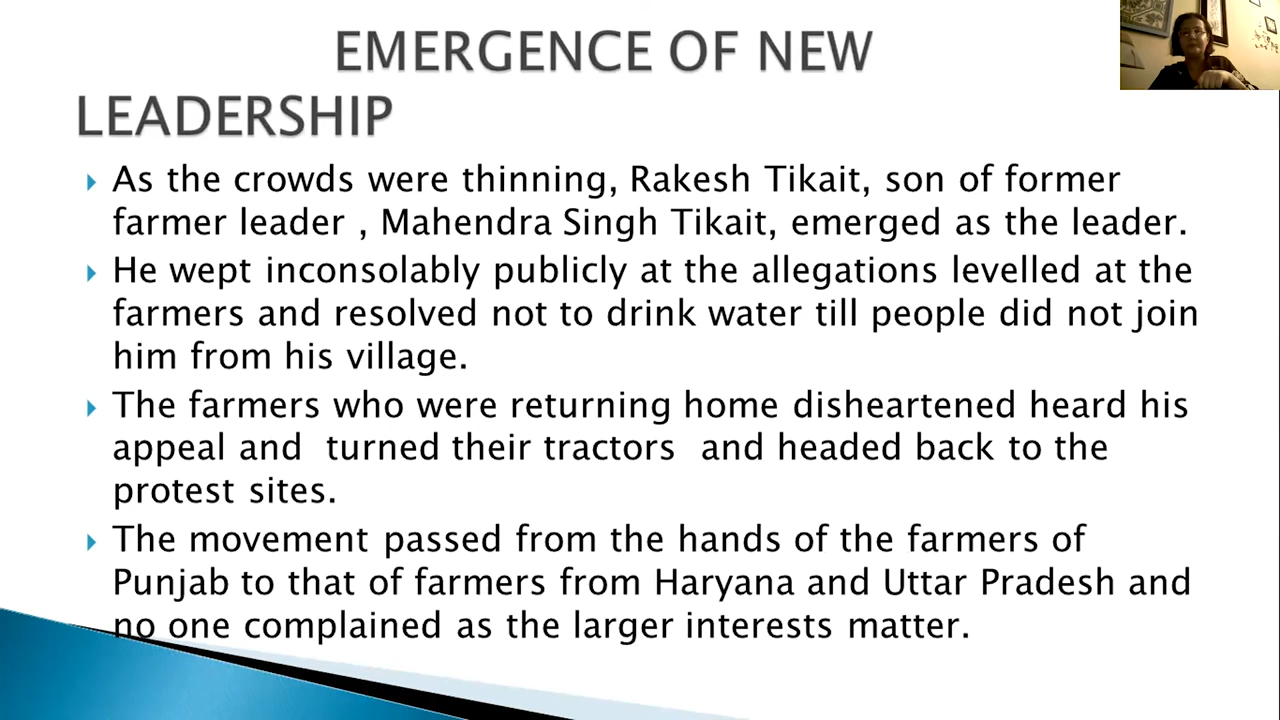 EMERGENCE OF NEW
LEADERSHIP
As the crowds were thinning, Rakesh Tikait, son of former
farmer leader , Mahendra Singh Tikait, emerged as the leader.
He wept inconsolably publicly at the allegations levelled at the
farmers and resolved not to drink water till people did not join
him from his village.
The farmers who were returning home disheartened heard his
appeal and  turned their tractors  and headed back to the
protest sites.
The movement passed from the hands of the farmers of
Punjab to that of farmers from Haryana and Uttar Pradesh and
no one complained as the larger interests matter.